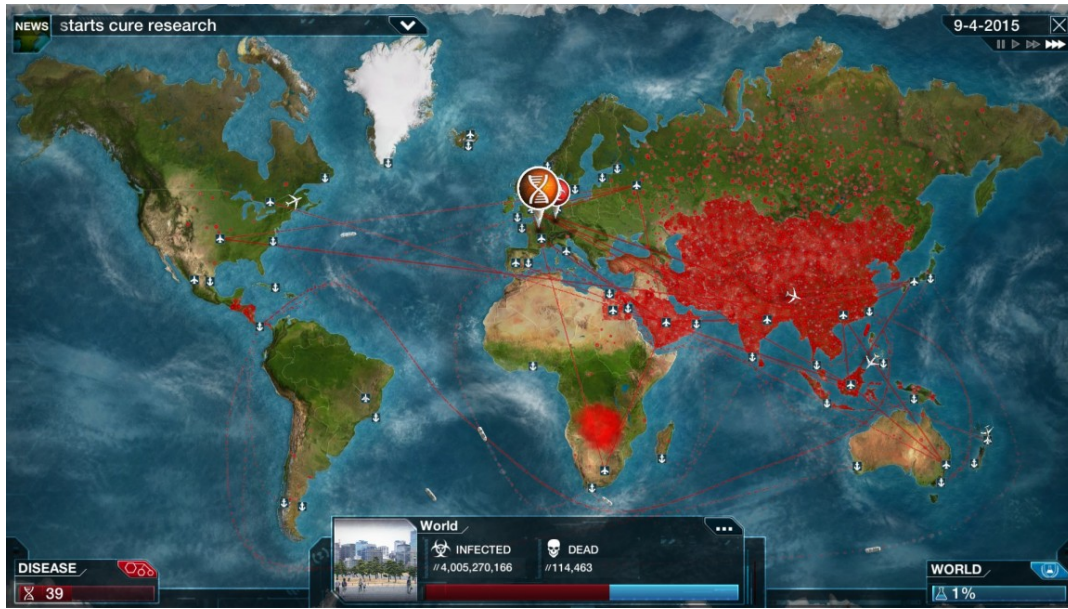 NEWS starts cure research
9-4-2015
World
INFECTED DEAD
//4,005,270,166 //114,463
DISEASE
39
WORLD
1%